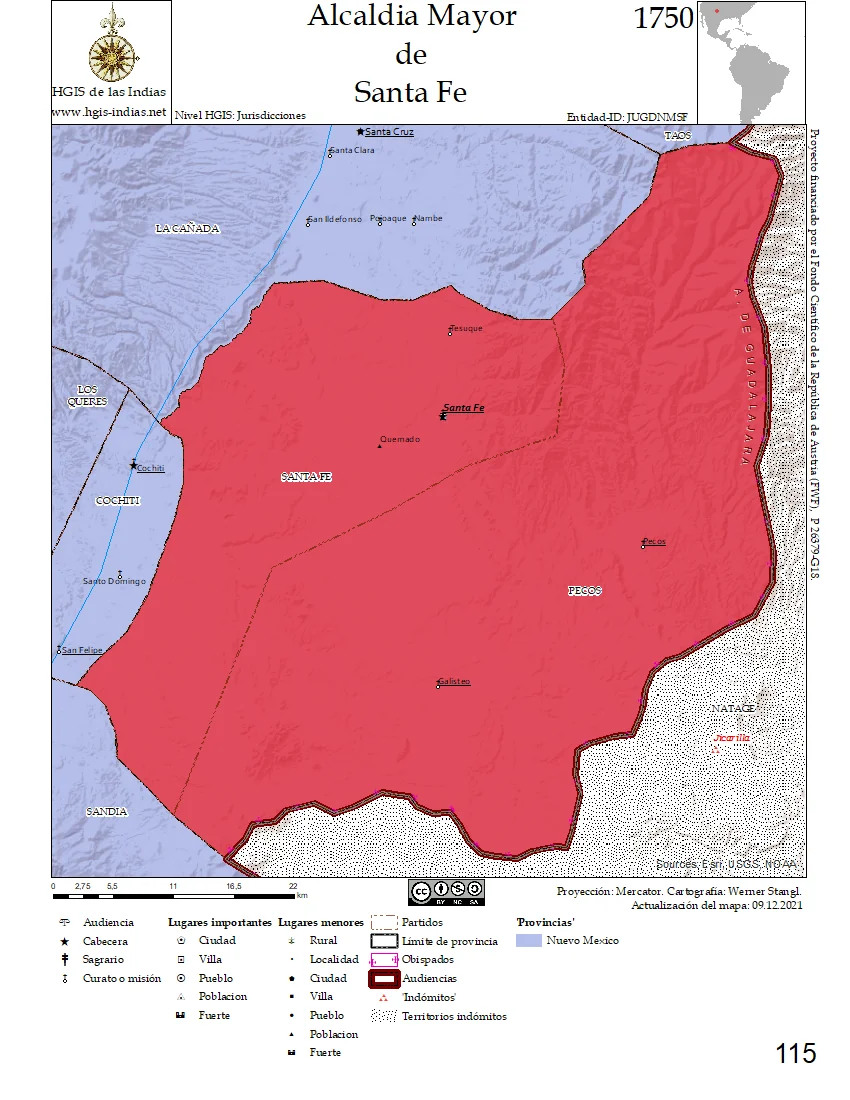 Alcaldia Mayor
de
Santa Fe
1750
HGIS de las Indias
www.hgis-indias.net
Nivel HGIS: Jurisdicciones
Entidad-ID: JUGDNMSF
Santa Cruz
TAOS
Santa Clara
San Ildefonso
Pojoaque
Nambe
LA CAÑADA
Tesuque
A. DE GUADALAJARA
LOS
QUERES
Santa Fe
Quemado
Cochiti
SANTA FE
COCHITI
Pecos
Santo Domingo
PECOS
San Felipe
Galisteo
NATAGE
Jicarilla
SANDIA
Sources: Esri, USGS, NOAA
Proyecto financiado por el Fondo Científico de la República de Austria (FWF), P 26379-G18.
0 2,75 5,5 11 16,5 22
km
CC BY NC SA
Proyección: Mercator. Cartografía: Werner Stangl.
Actualización del mapa: 09.12.2021
Audiencia
Cabecera
Sagrario
Curato o misión
Lugares importantes
Ciudad
Villa
Pueblo
Poblacion
Fuerte
Lugares menores
Rural
Localidad
Ciudad
Villa
Pueblo
Poblacion
Fuerte
Partidos
Límite de provincia
Obispados
Audiencias
'Indómitos'
Territorios indómitos
'Provincias'
Nuevo Mexico
115